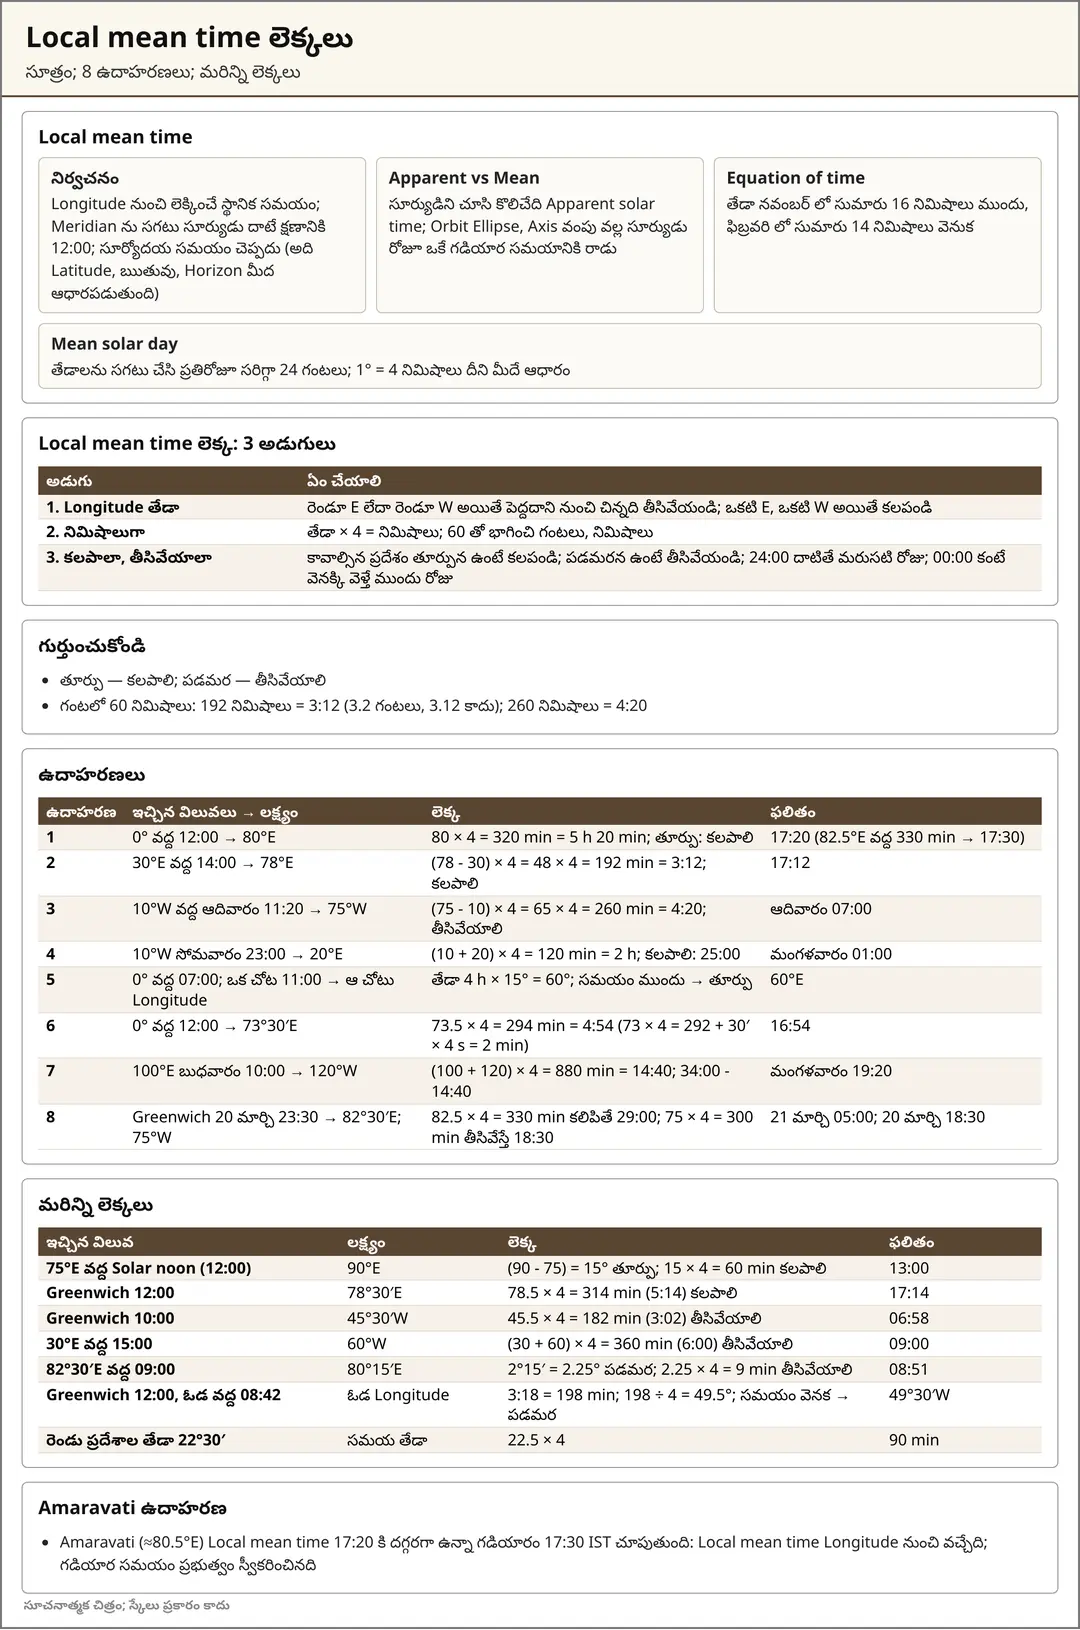 Local mean time లెక్కలు
సూత్రం; 8 ఉదాహరణలు; మరిన్ని లెక్కలు
Local mean time
నిర్వచనం
Longitude నుంచి లెక్కించే స్థానిక సమయం;
Meridian ను సగటు సూర్యుడు దాటే క్షణానికి
12:00; సూర్యోదయ సమయం చెప్పదు (అది
Latitude, ఋతువు, Horizon మీద
ఆధారపడుతుంది)
Apparent vs Mean
సూర్యుడిని చూసి కొలిచేది Apparent solar
time; Orbit Ellipse, Axis వంపు వల్ల సూర్యుడు
రోజూ ఒకే గడియార సమయానికి రాడు
Equation of time
తేడా నవంబర్ లో సుమారు 16 నిమిషాలు ముందు,
ఫిబ్రవరి లో సుమారు 14 నిమిషాలు వెనుక
Mean solar day
తేడాలను సగటు చేసి ప్రతిరోజూ సరిగ్గా 24 గంటలు; 1° = 4 నిమిషాలు దీని మీదే ఆధారం
Local mean time లెక్క: 3 అడుగులు
అడుగు ఏం చేయాలి
1. Longitude తేడా రెండూ E లేదా రెండూ W అయితే పెద్దదాని నుంచి చిన్నది తీసివేయండి; ఒకటి E, ఒకటి W అయితే కలపండి
2. నిమిషాలుగా తేడా × 4 = నిమిషాలు; 60 తో భాగించి గంటలు, నిమిషాలు
3. కలపాలా, తీసివేయాలా కావాల్సిన ప్రదేశం తూర్పున ఉంటే కలపండి; పడమరన ఉంటే తీసివేయండి; 24:00 దాటితే మరుసటి రోజు; 00:00 కంటే
వెనక్కి వెళ్తే ముందు రోజు
గుర్తుంచుకోండి
• తూర్పు — కలపాలి; పడమర — తీసివేయాలి
• గంటలో 60 నిమిషాలు: 192 నిమిషాలు = 3:12 (3.2 గంటలు, 3.12 కాదు); 260 నిమిషాలు = 4:20
ఉదాహరణలు
ఉదాహరణ ఇచ్చిన విలువలు → లక్ష్యం లెక్క ఫలితం
1 0° వద్ద 12:00 → 80°E 80 × 4 = 320 min = 5 h 20 min; తూర్పు: కలపాలి 17:20 (82.5°E వద్ద 330 min → 17:30)
2 30°E వద్ద 14:00 → 78°E (78 - 30) × 4 = 48 × 4 = 192 min = 3:12; 17:12
కలపాలి
3 10°W వద్ద ఆదివారం 11:20 → 75°W (75 - 10) × 4 = 65 × 4 = 260 min = 4:20; ఆదివారం 07:00
తీసివేయాలి
4 10°W సోమవారం 23:00 → 20°E (10 + 20) × 4 = 120 min = 2 h; కలపాలి: 25:00 మంగళవారం 01:00
5 0° వద్ద 07:00; ఒక చోట 11:00 → ఆ చోటు తేడా 4 h × 15° = 60°; సమయం ముందు → తూర్పు 60°E
Longitude
6 0° వద్ద 12:00 → 73°30′E 73.5 × 4 = 294 min = 4:54 (73 × 4 = 292 + 30′ 16:54
× 4 s = 2 min)
7 100°E బుధవారం 10:00 → 120°W (100 + 120) × 4 = 880 min = 14:40; 34:00 - మంగళవారం 19:20
14:40
8 Greenwich 20 మార్చి 23:30 → 82°30′E; 82.5 × 4 = 330 min కలిపితే 29:00; 75 × 4 = 300 21 మార్చి 05:00; 20 మార్చి 18:30
75°W min తీసివేస్తే 18:30
మరిన్ని లెక్కలు
ఇచ్చిన విలువ లక్ష్యం లెక్క ఫలితం
75°E వద్ద Solar noon (12:00) 90°E (90 - 75) = 15° తూర్పు; 15 × 4 = 60 min కలపాలి 13:00
Greenwich 12:00 78°30′E 78.5 × 4 = 314 min (5:14) కలపాలి 17:14
Greenwich 10:00 45°30′W 45.5 × 4 = 182 min (3:02) తీసివేయాలి 06:58
30°E వద్ద 15:00 60°W (30 + 60) × 4 = 360 min (6:00) తీసివేయాలి 09:00
82°30′E వద్ద 09:00 80°15′E 2°15′ = 2.25° పడమర; 2.25 × 4 = 9 min తీసివేయాలి 08:51
Greenwich 12:00, ఓడ వద్ద 08:42 ఓడ Longitude 3:18 = 198 min; 198 ÷ 4 = 49.5°; సమయం వెనక → 49°30′W
పడమర
రెండు ప్రదేశాల తేడా 22°30′ సమయ తేడా 22.5 × 4 90 min
Amaravati ఉదాహరణ
• Amaravati (≈80.5°E) Local mean time 17:20 కి దగ్గరగా ఉన్నా గడియారం 17:30 IST చూపుతుంది: Local mean time Longitude నుంచి వచ్చేది;
గడియార సమయం ప్రభుత్వం స్వీకరించినది
సూచనాత్మక చిత్రం; స్కేలు ప్రకారం కాదు